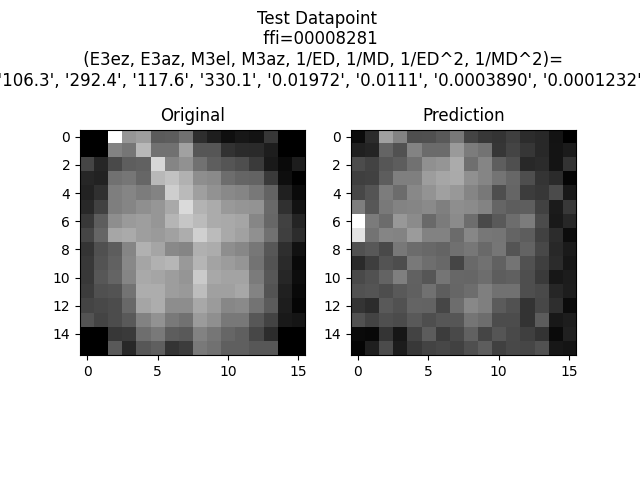 Test Datapoint
ffi=00008281
(E3ez, E3az, M3el, M3az, 1/ED, 1/MD, 1/ED^2, 1/MD^2)=
'106.3', '292.4', '117.6', '330.1', '0.01972', '0.0111', '0.0003890', '0.0001232'
Original Prediction
0 0
2 2
4 4
6 6
8 8
10 10
12 12
14 14
0 5 10 15 0 5 10 15